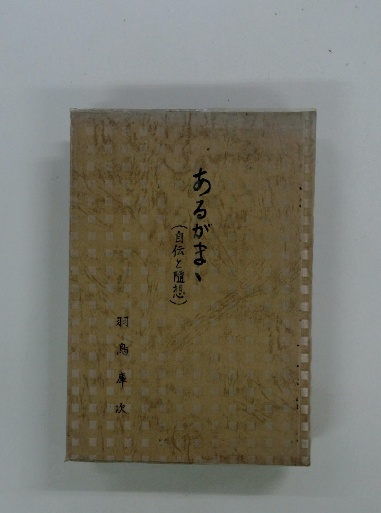 あるがまゝ
（自伝と随想）
羽鳥庫次